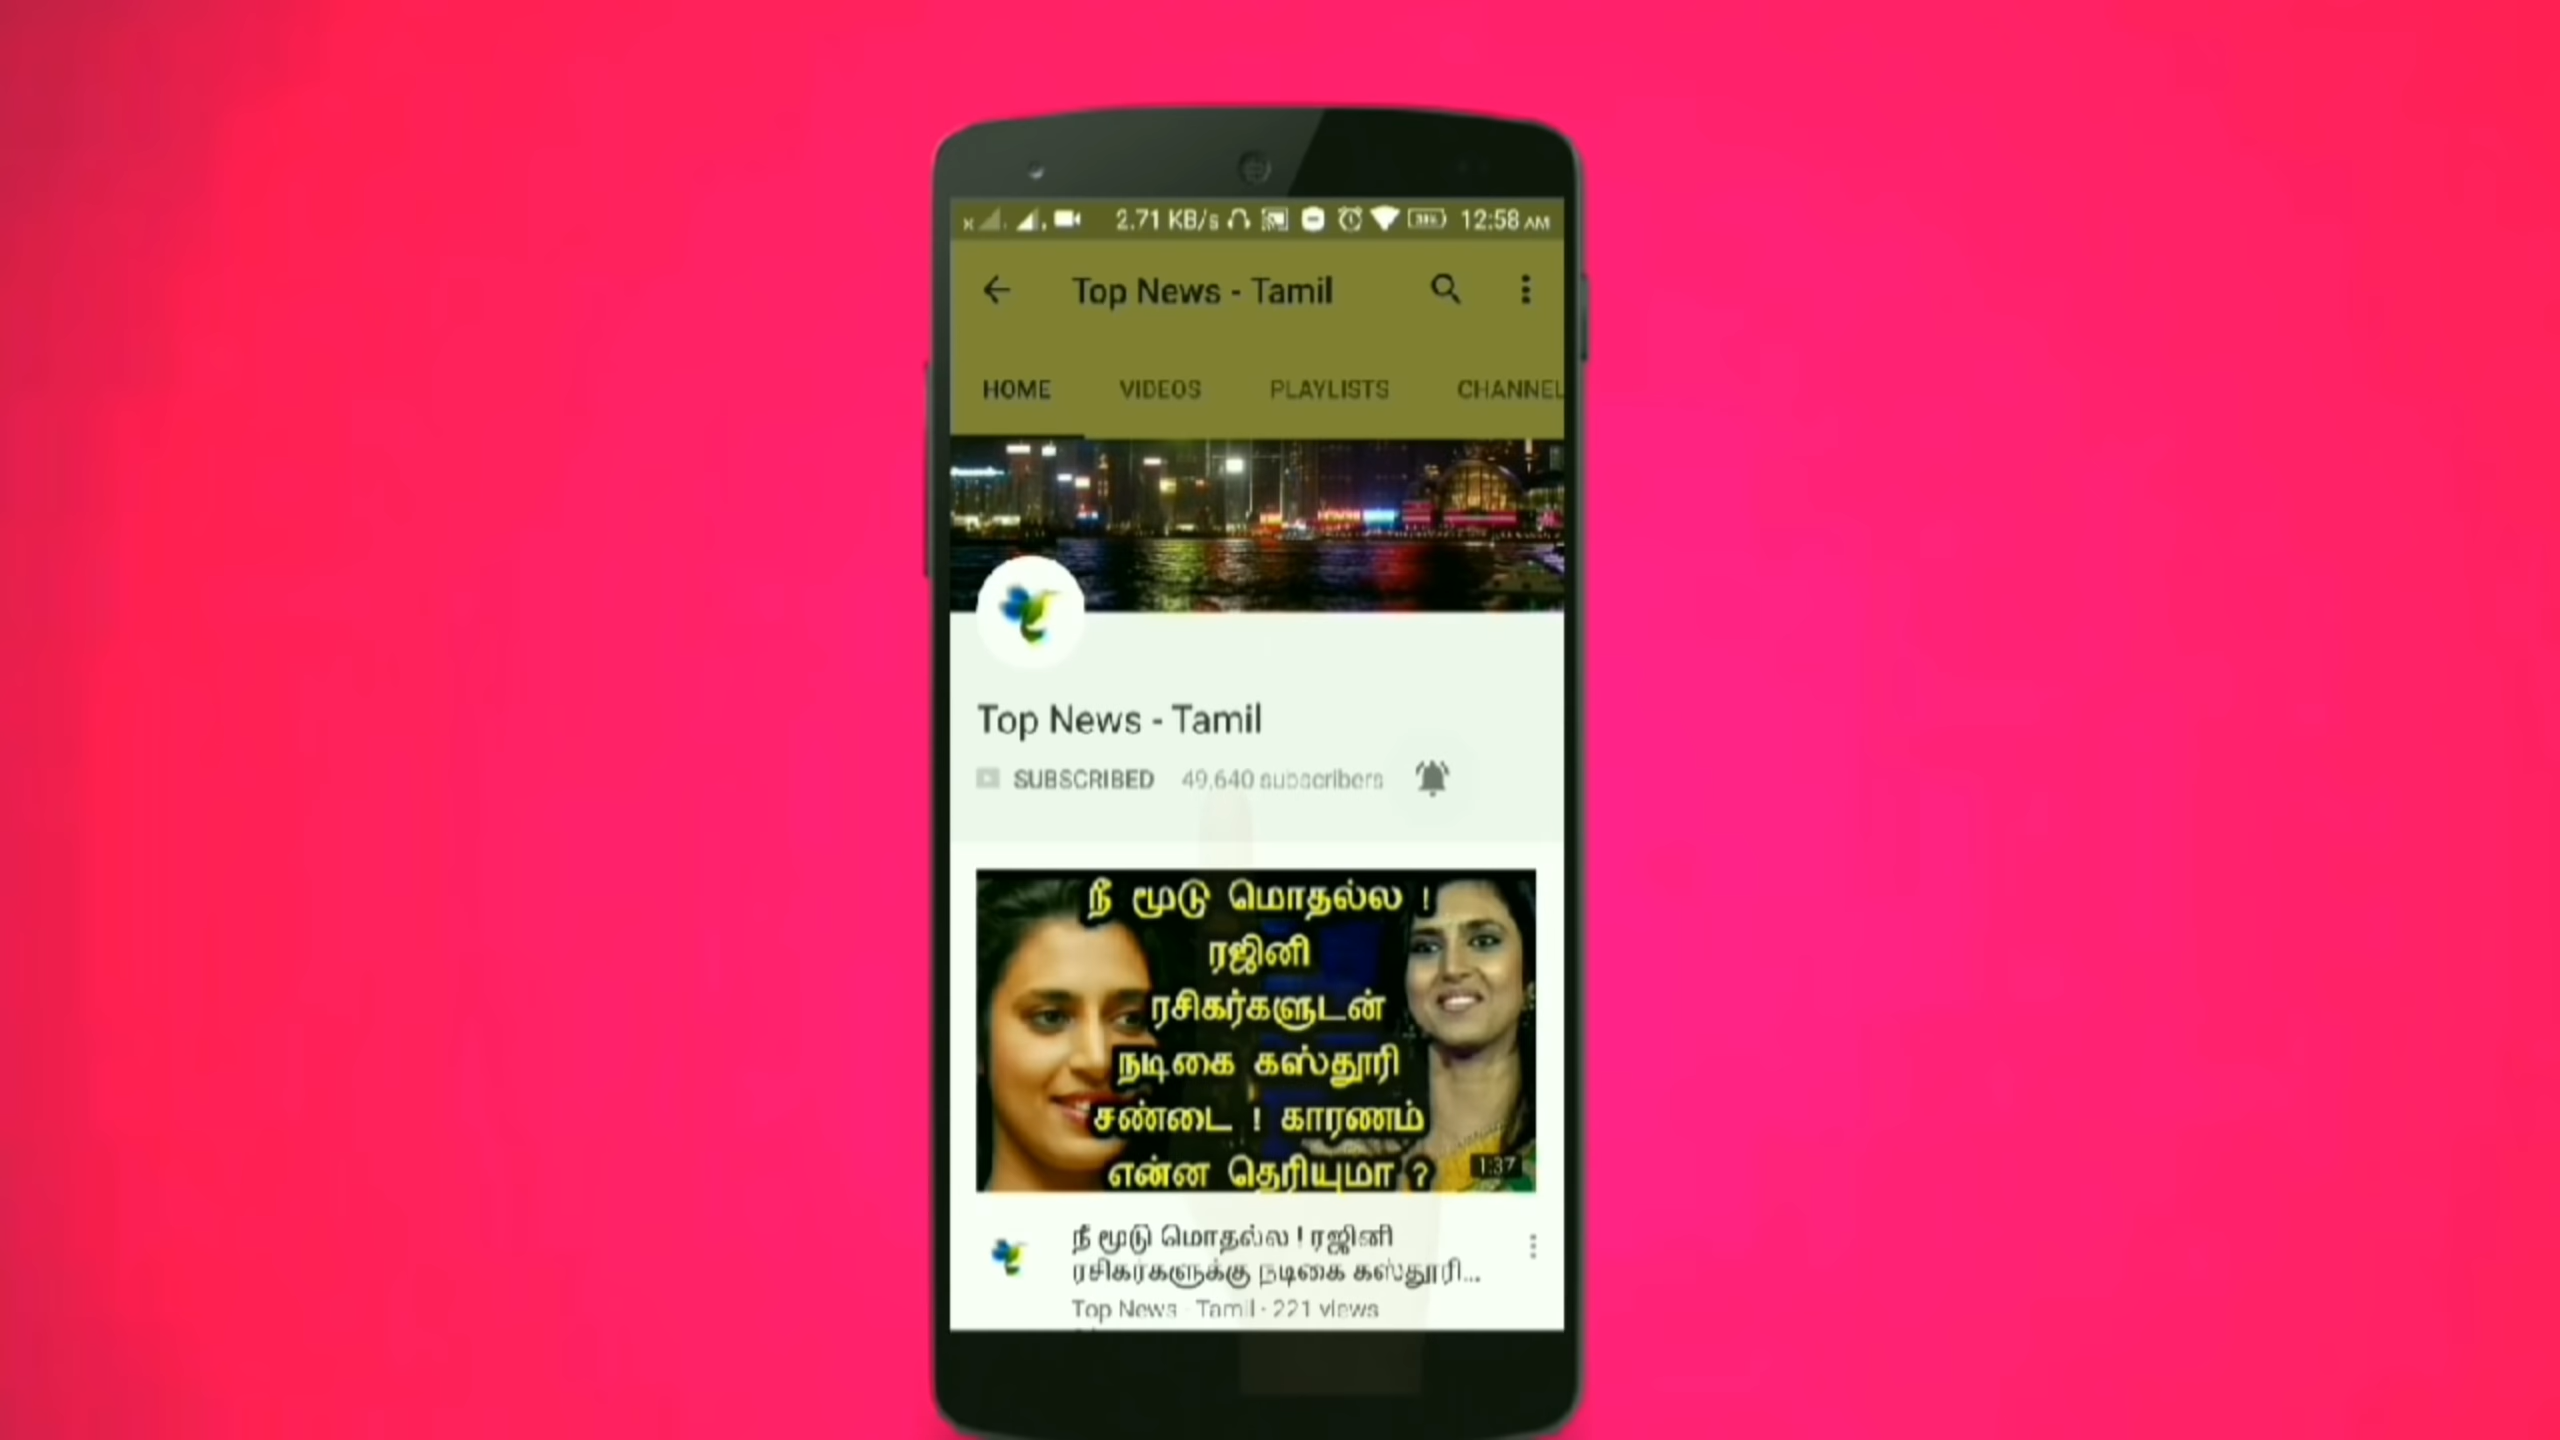 2.71 KB/s 12:58 AM
Top News - Tamil
HOME VIDEOS PLAYLISTS CHANNEL
Top News - Tamil
SUBSCRIBED 49,640 subscribers
நீ மூடு மொதல்ல !
ரஜினி
ரசிகர்களுடன்
நடிகை கஸ்தூரி
சண்டை ! காரணம்
என்ன தெரியுமா ?
1:37
நீ மூடு மொதல்ல ! ரஜினி
ரசிகர்களுக்கு நடிகை கஸ்தூரி...
Top News - Tamil · 221 views